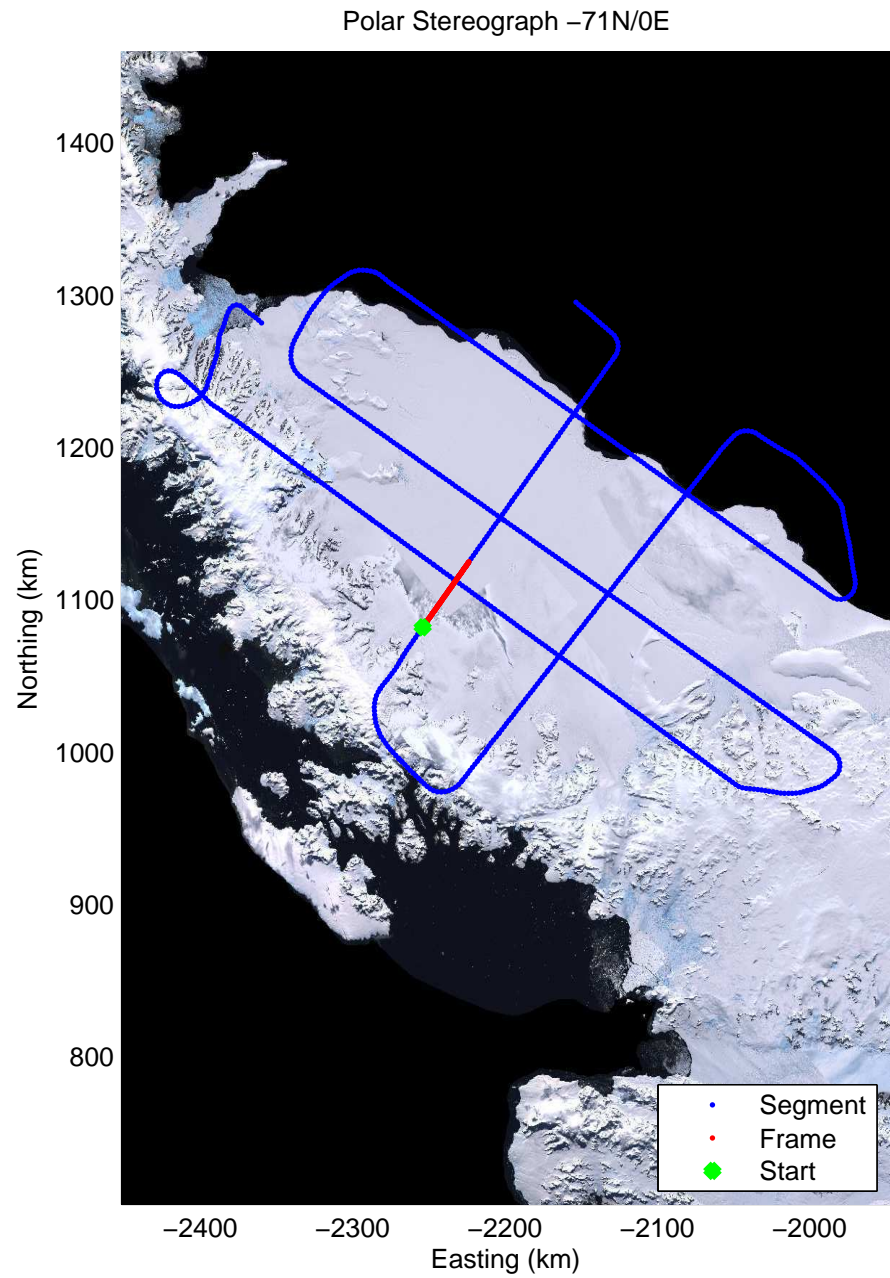 Polar Stereograph −71N/0E
1400
1300
1200
1100
1000
900
800
Northing (km)
Segment
Frame
Start
−2400 −2300 −2200 −2100 −2000
Easting (km)